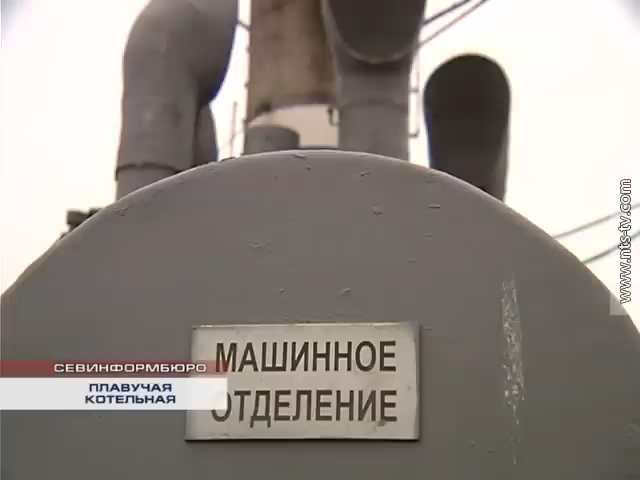 www.nts-tv.com
МАШИННОЕ
ОТДЕЛЕНИЕ
СЕВИНФОРМБЮРО
ПЛАВУЧАЯ
КОТЕЛЬНАЯ